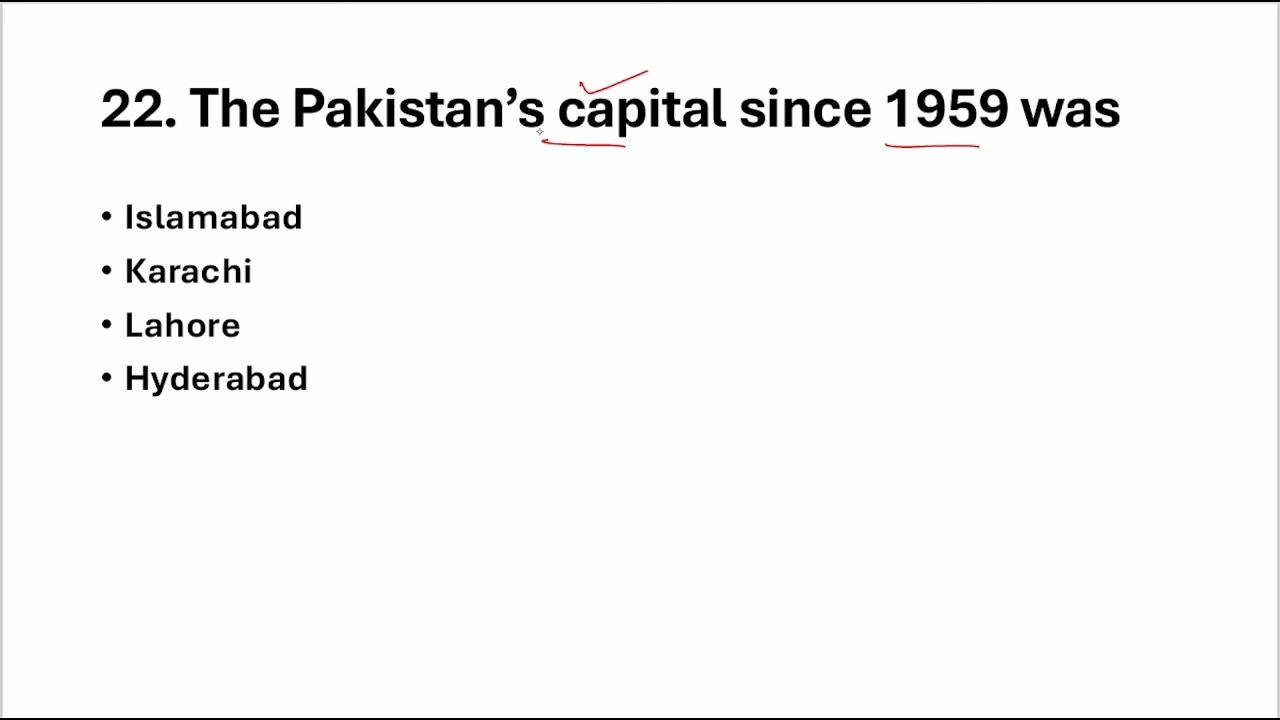 22. The Pakistan’s capital since 1959 was
• Islamabad
• Karachi
• Lahore
• Hyderabad